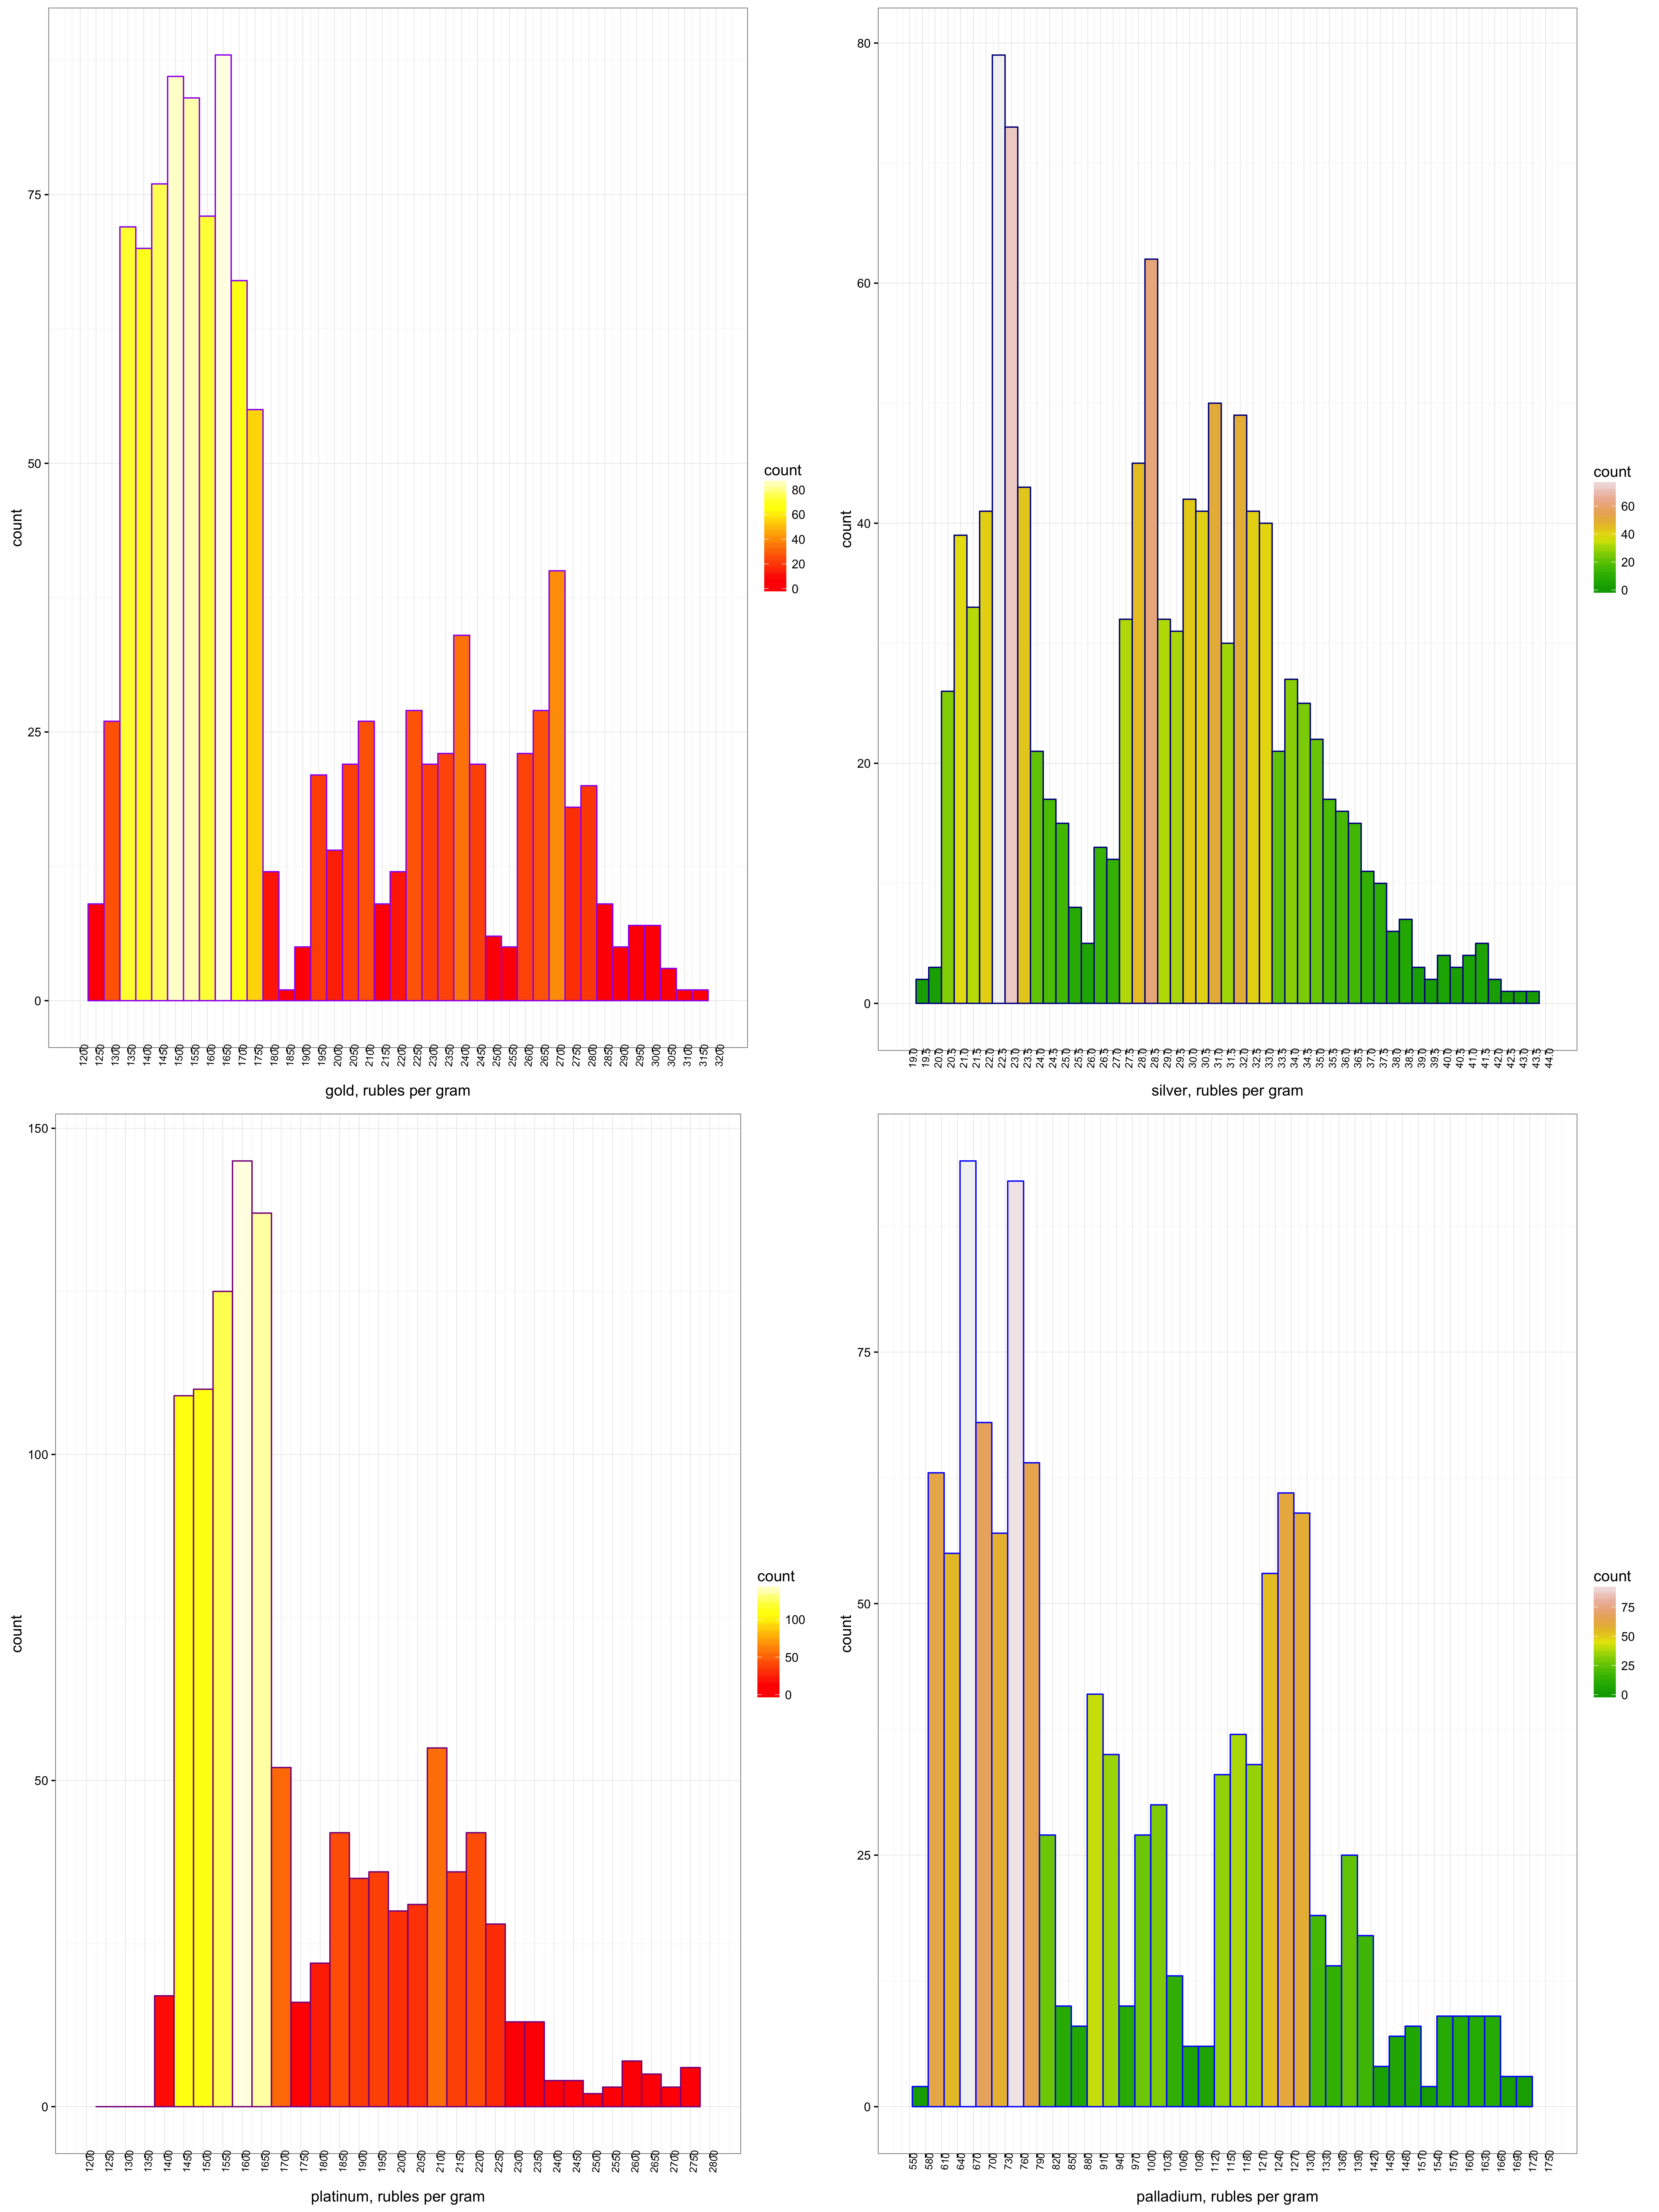 75
50
25
0
count
1200 1250 1300 1350 1400 1450 1500 1550 1600 1650 1700 1750 1800 1850 1900 1950 2000 2050 2100 2150 2200 2250 2300 2350 2400 2450 2500 2550 2600 2650 2700 2750 2800 2850 2900 2950 3000 3050 3100 3150 3200
gold, rubles per gram
count
80
60
40
20
0
80
60
40
20
0
count
19.0 19.5 20.0 20.5 21.0 21.5 22.0 22.5 23.0 23.5 24.0 24.5 25.0 25.5 26.0 26.5 27.0 27.5 28.0 28.5 29.0 29.5 30.0 30.5 31.0 31.5 32.0 32.5 33.0 33.5 34.0 34.5 35.0 35.5 36.0 36.5 37.0 37.5 38.0 38.5 39.0 39.5 40.0 40.5 41.0 41.5 42.0 42.5 43.0 43.5 44.0
silver, rubles per gram
count
60
40
20
0
150
100
50
0
count
1200 1250 1300 1350 1400 1450 1500 1550 1600 1650 1700 1750 1800 1850 1900 1950 2000 2050 2100 2150 2200 2250 2300 2350 2400 2450 2500 2550 2600 2650 2700 2750 2800
platinum, rubles per gram
count
100
50
0
75
50
25
0
count
550 580 610 640 670 700 730 760 790 820 850 880 910 940 970 1000 1030 1060 1090 1120 1150 1180 1210 1240 1270 1300 1330 1360 1390 1420 1450 1480 1510 1540 1570 1600 1630 1660 1690 1720 1750
palladium, rubles per gram
count
75
50
25
0